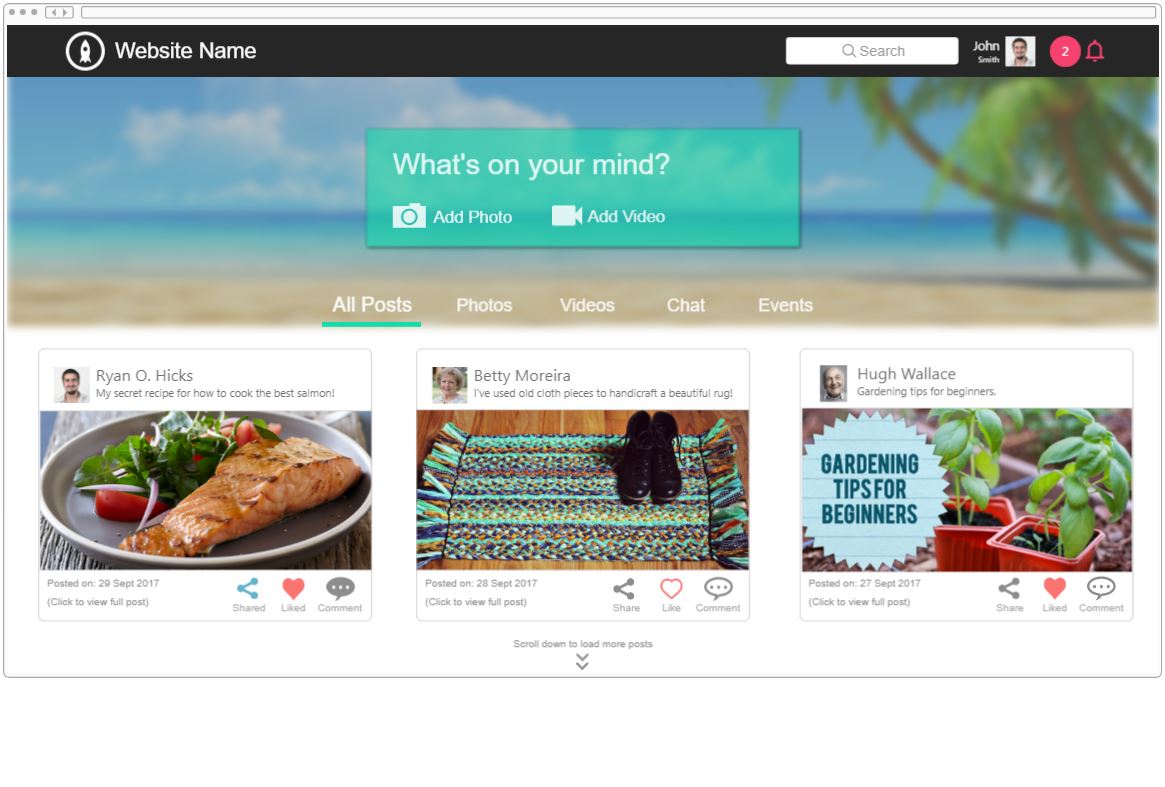 Website Name
Search
John
Smith
2
What's on your mind?
Add Photo
Add Video
All Posts
Photos
Videos
Chat
Events
Ryan O. Hicks
My secret recipe for how to cook the best salmon!
Posted on: 29 Sept 2017
(Click to view full post)
Shared
Liked
Comment
Betty Moreira
I've used old cloth pieces to handicraft a beautiful rug!
Posted on: 28 Sept 2017
(Click to view full post)
Share
Like
Comment
Hugh Wallace
Gardening tips for beginners.
GARDENING
TIPS FOR
BEGINNERS
Posted on: 27 Sept 2017
(Click to view full post)
Share
Liked
Comment
Scroll down to load more posts